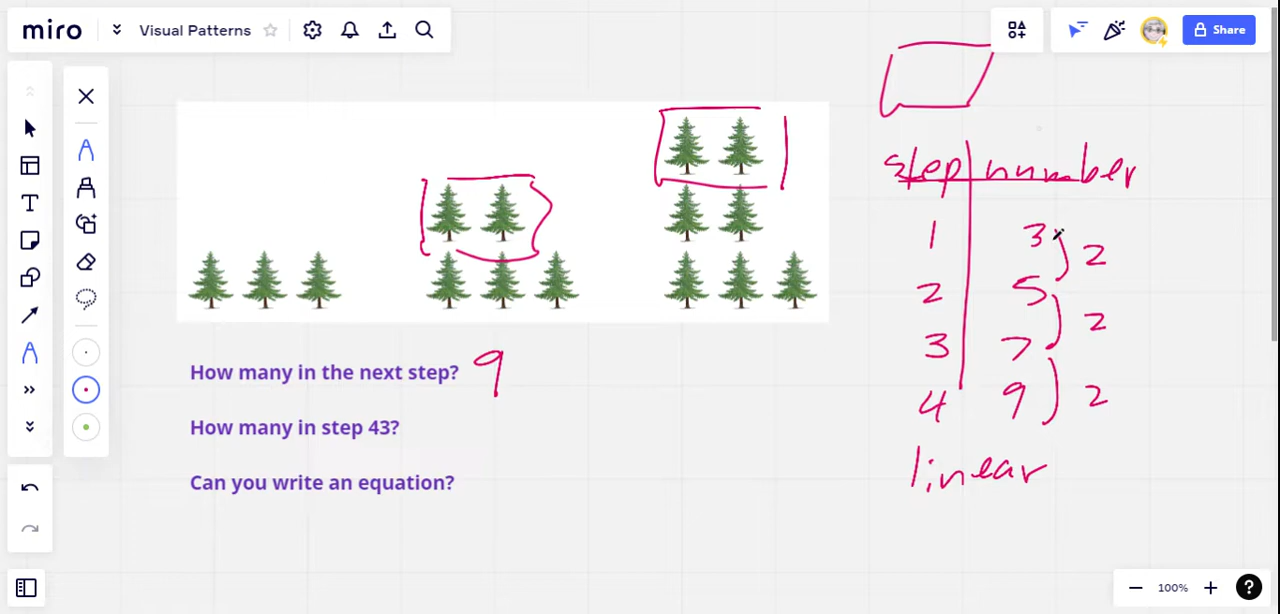 miro Visual Patterns Share
step number
1 3
2
2 5
2
3 7
2
4 9
linear
How many in the next step? 9
How many in step 43?
Can you write an equation?
T
100%
?